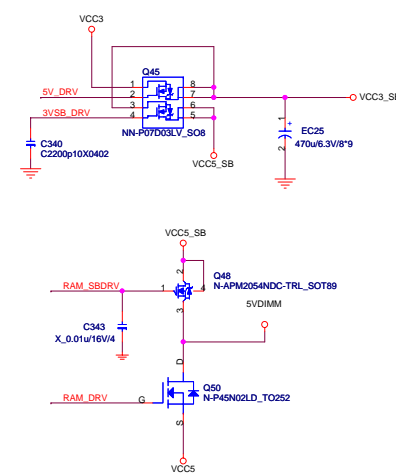 VCC3
Q45
1 8
5V_DRV 2 7
3 6
3VSB_DRV 4 5
VCC3_SB
NN-P07D03LV_SO8
C340
C2200p10X0402
VCC5_SB
1 +
EC25
2 470u/6.3V/8*9
VCC5_SB
2 Q48
N-APM2054NDC-TRL_SOT89
RAM_SBDRV 1 4
5VDIMM
3
C343
X_0.01u/16V/4
D
Q50
N-P45N02LD_TO252
RAM_DRV G
S
VCC5